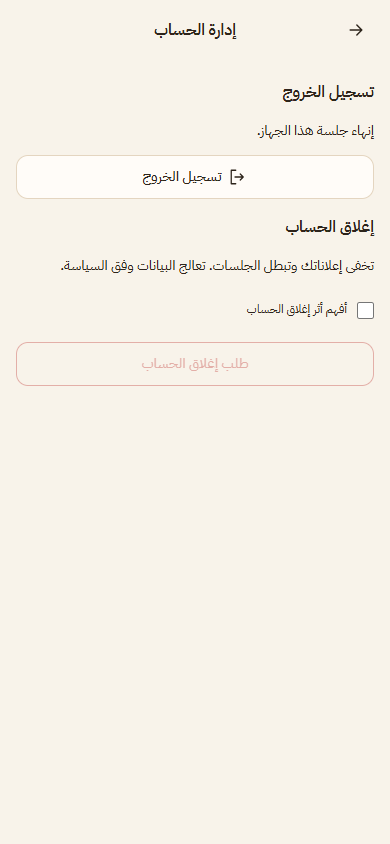 إدارة الحساب
تسجيل الخروج
إنهاء جلسة هذا الجهاز.
تسجيل الخروج
إغلاق الحساب
تخفى إعلاناتك وتبطل الجلسات. تعالج البيانات وفق السياسة.
أفهم أثر إغلاق الحساب
طلب إغلاق الحساب